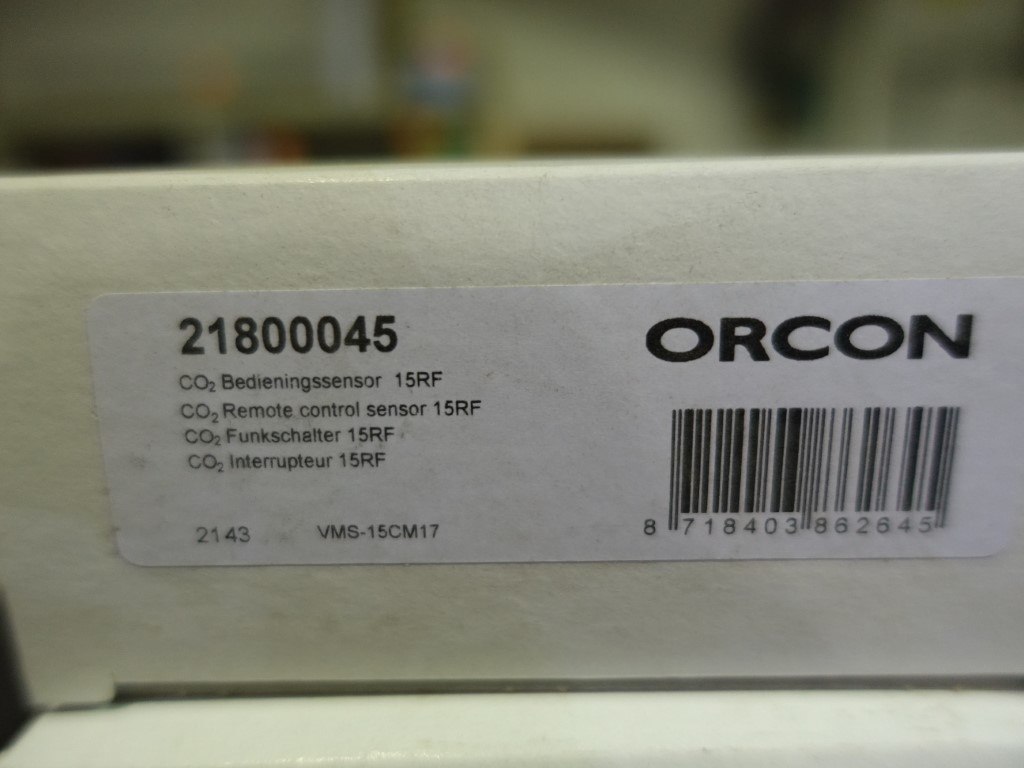 21800045
CO₂ Bedieningssensor 15RF
CO₂ Remote control sensor 15RF
CO₂ Funkschalter 15RF
CO₂ Interrupteur 15RF
2143 VMS-15CM17
ORCON
8 718403 862645